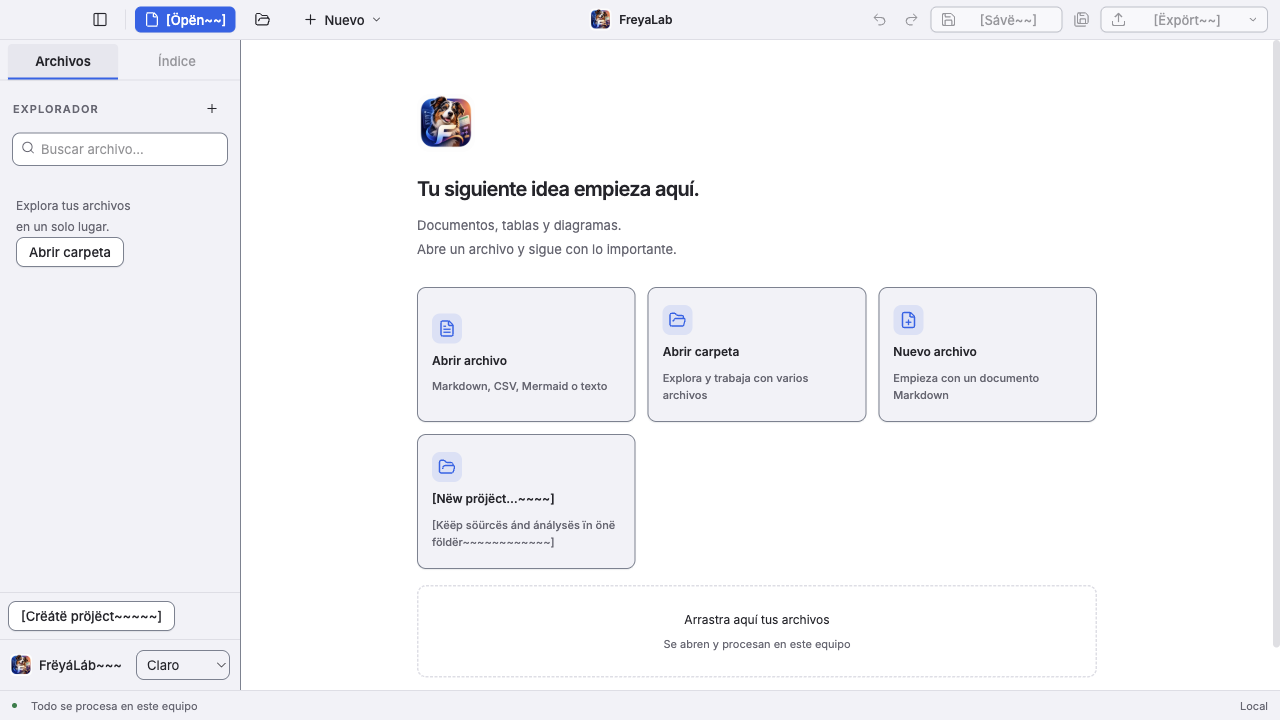 [Öpën~~]
Nuevo
FreyaLab
[Sávë~~]
[Ëxpört~~]
Archivos
Índice
EXPLORADOR
Buscar archivo...
Explora tus archivos
en un solo lugar.
Abrir carpeta
Tu siguiente idea empieza aquí.
Documentos, tablas y diagramas.
Abre un archivo y sigue con lo importante.
Abrir archivo
Markdown, CSV, Mermaid o texto
Abrir carpeta
Explora y trabaja con varios
archivos
Nuevo archivo
Empieza con un documento
Markdown
[Nëw pröjëct...~~~~]
[Këëp söürcës ánd ánálysës ïn önë
földër~~~~~~~~~~~~]
Arrastra aquí tus archivos
Se abren y procesan en este equipo
[Crëátë pröjëct~~~~~]
FrëyáLáb~~~
Claro
Todo se procesa en este equipo
Local